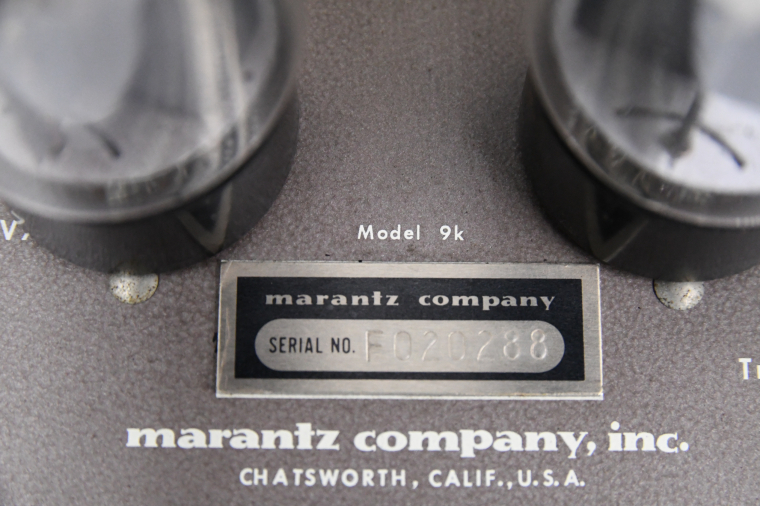 Model 9k
marantz company
SERIAL NO. F020288
marantz company, inc.
CHATSWORTH, CALIF., U.S.A.